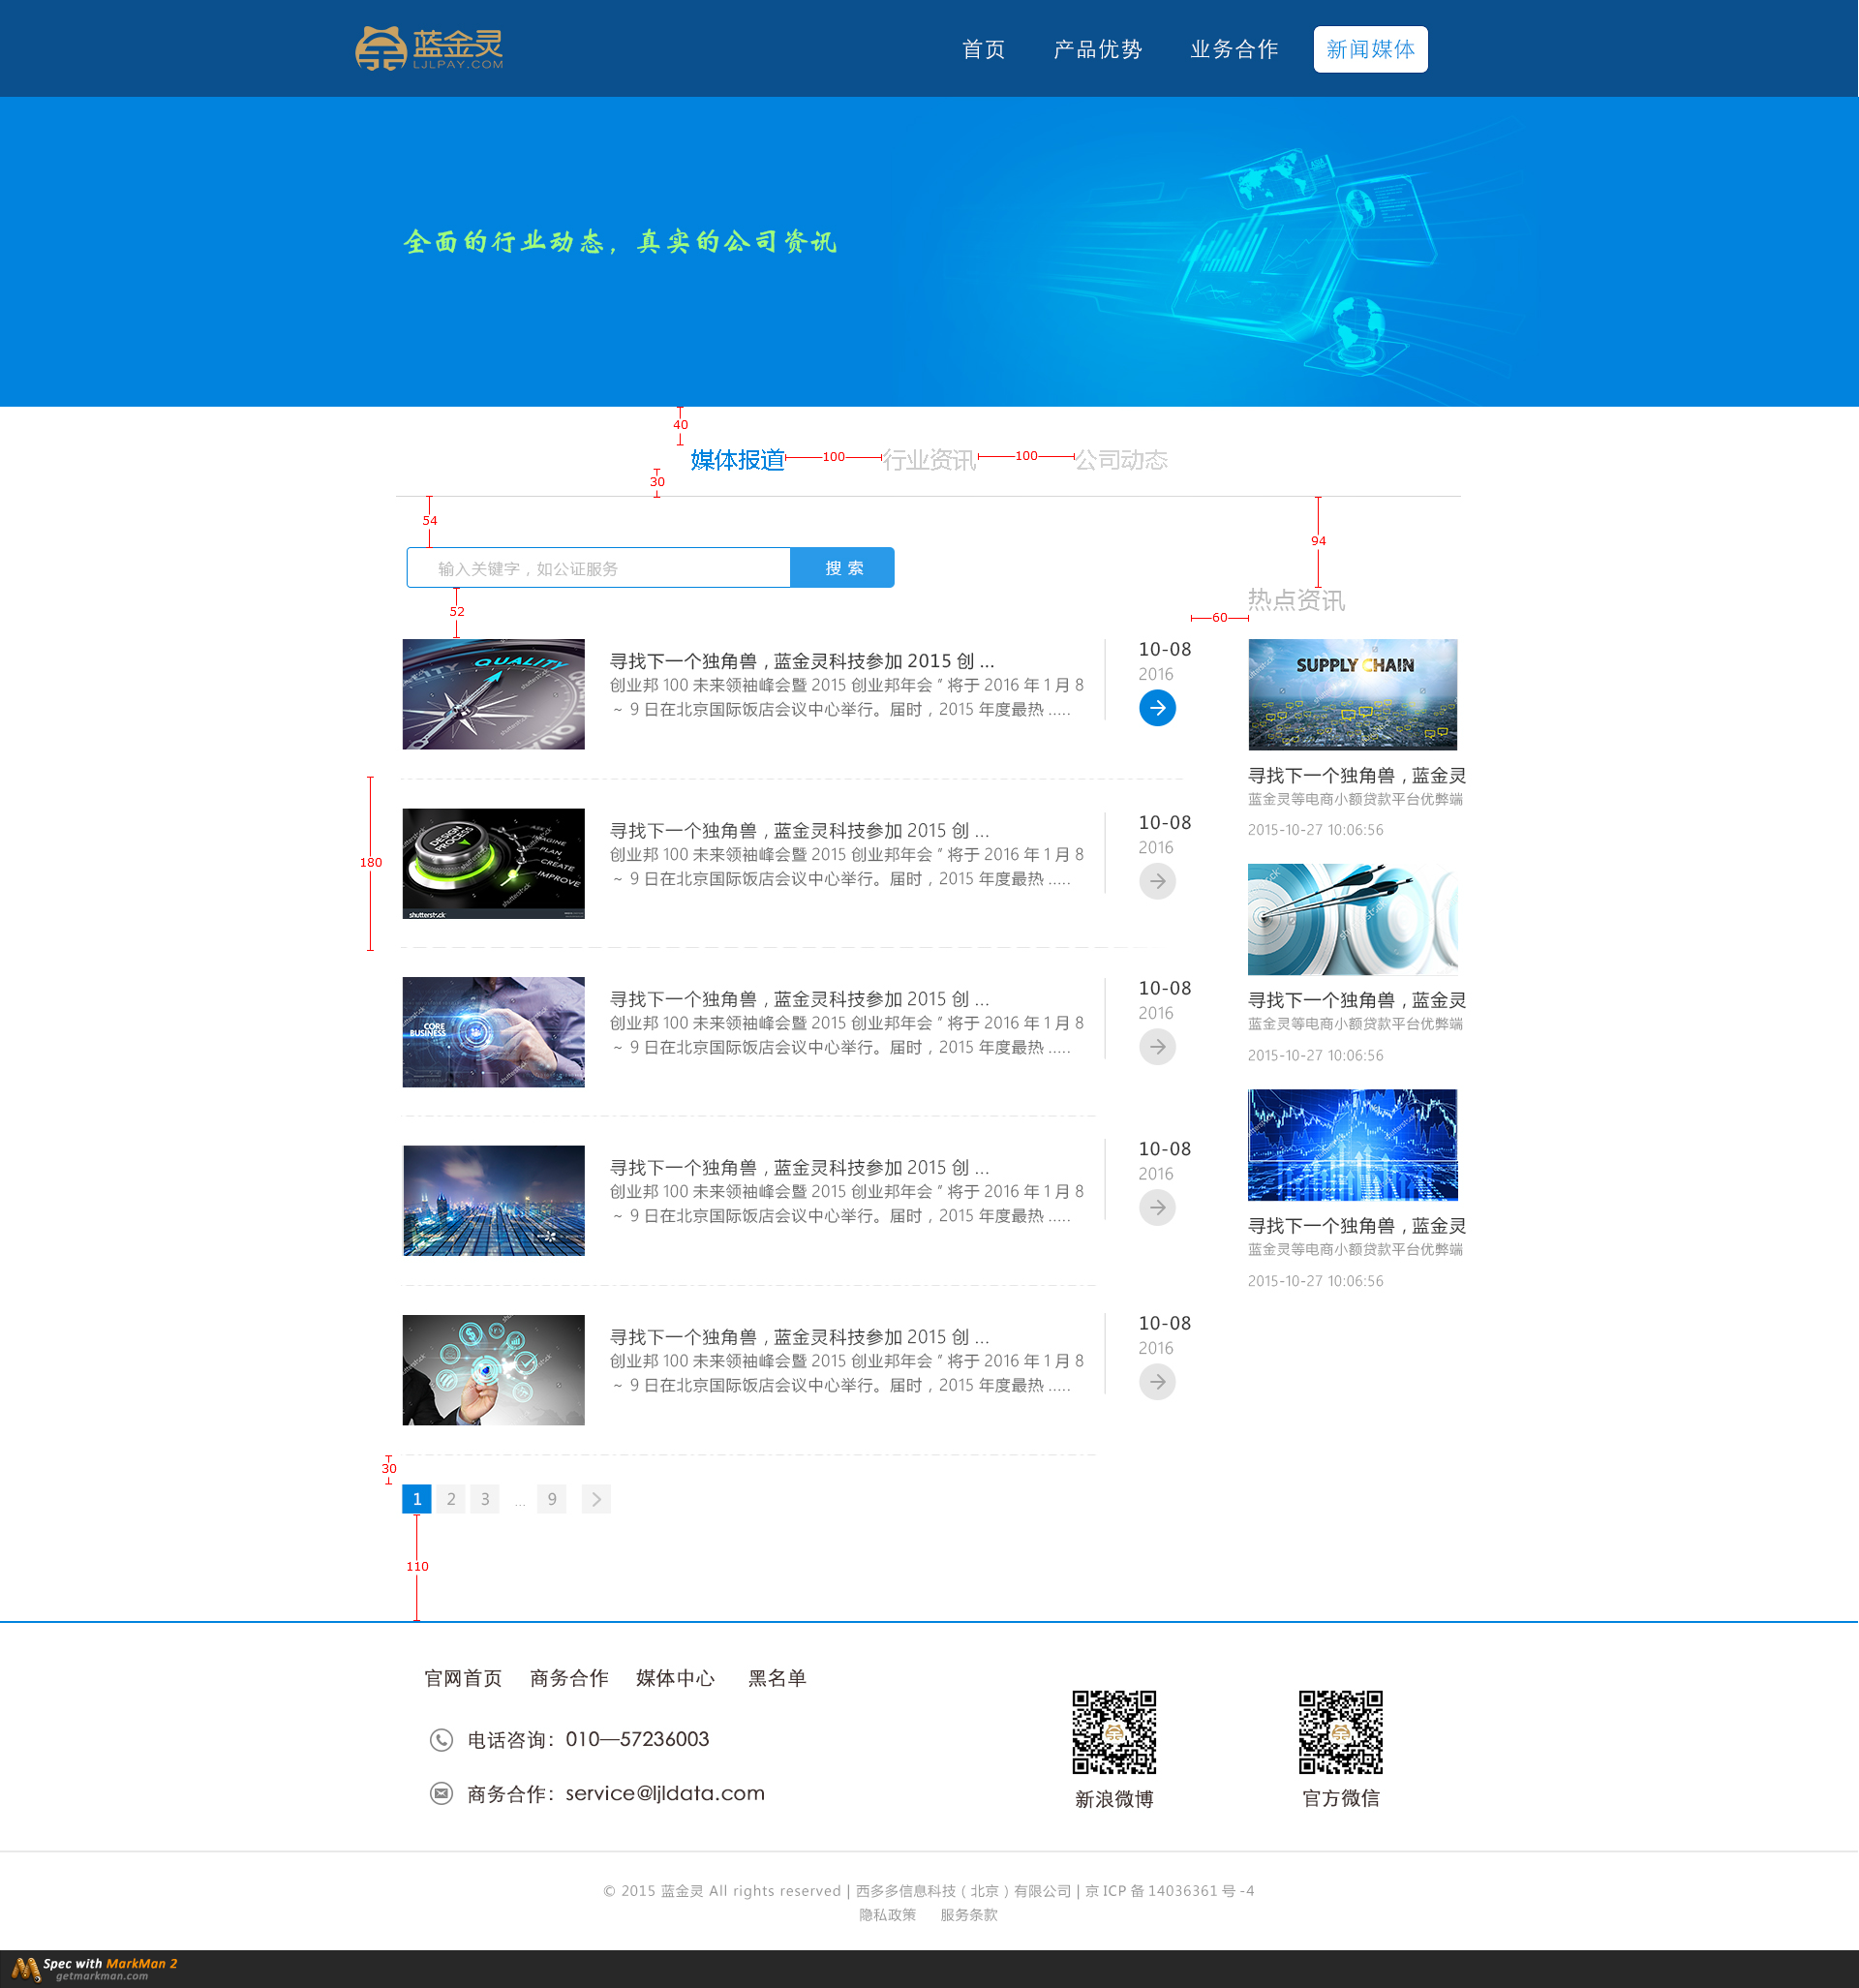 蓝金灵
LJLPAY.COM
首页 产品优势 业务合作 新闻媒体
全面的行业动态，真实的公司资讯
40
媒体报道 100 行业资讯 100 公司动态
30
54
94
输入关键字，如公证服务 搜 索
52
热点资讯
60
QUALITY
寻找下一个独角兽，蓝金灵科技参加 2015 创 ...
创业邦 100 未来领袖峰会暨 2015 创业邦年会 " 将于 2016 年 1 月 8
~ 9 日在北京国际饭店会议中心举行。届时，2015 年度最热 .....
10-08
2016
SUPPLY CHAIN
寻找下一个独角兽，蓝金灵
蓝金灵等电商小额贷款平台优弊端
2015-10-27 10:06:56
180
DESIGN
PROCESS
IMAGINE
PLAN
CREATE
IMPROVE
shutterstock
寻找下一个独角兽，蓝金灵科技参加 2015 创 ...
创业邦 100 未来领袖峰会暨 2015 创业邦年会 " 将于 2016 年 1 月 8
~ 9 日在北京国际饭店会议中心举行。届时，2015 年度最热 .....
10-08
2016
寻找下一个独角兽，蓝金灵
蓝金灵等电商小额贷款平台优弊端
2015-10-27 10:06:56
CORE
BUSINESS
寻找下一个独角兽，蓝金灵科技参加 2015 创 ...
创业邦 100 未来领袖峰会暨 2015 创业邦年会 " 将于 2016 年 1 月 8
~ 9 日在北京国际饭店会议中心举行。届时，2015 年度最热 .....
10-08
2016
寻找下一个独角兽，蓝金灵
蓝金灵等电商小额贷款平台优弊端
2015-10-27 10:06:56
寻找下一个独角兽，蓝金灵科技参加 2015 创 ...
创业邦 100 未来领袖峰会暨 2015 创业邦年会 " 将于 2016 年 1 月 8
~ 9 日在北京国际饭店会议中心举行。届时，2015 年度最热 .....
10-08
2016
寻找下一个独角兽，蓝金灵科技参加 2015 创 ...
创业邦 100 未来领袖峰会暨 2015 创业邦年会 " 将于 2016 年 1 月 8
~ 9 日在北京国际饭店会议中心举行。届时，2015 年度最热 .....
10-08
2016
30
1 2 3 ... 9
110
官网首页 商务合作 媒体中心 黑名单
电话咨询：010—57236003
商务合作：service@ljldata.com
新浪微博 官方微信
© 2015 蓝金灵 All rights reserved | 西多多信息科技（北京）有限公司 | 京 ICP 备 14036361 号 -4
隐私政策 服务条款
Spec with MarkMan 2
getmarkman.com